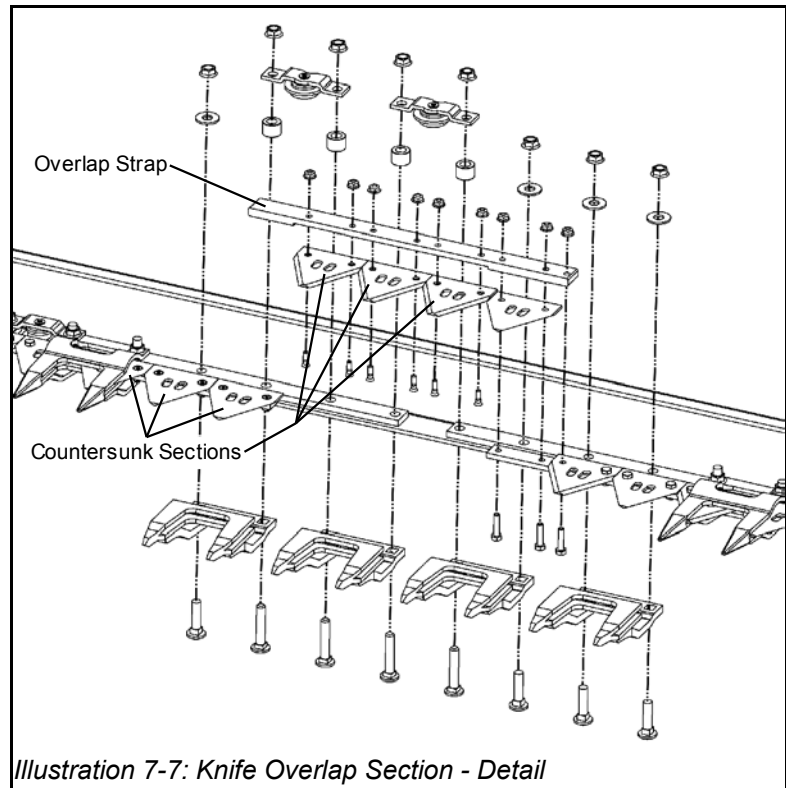 Overlap Strap
Countersunk Sections
Illustration 7-7: Knife Overlap Section - Detail